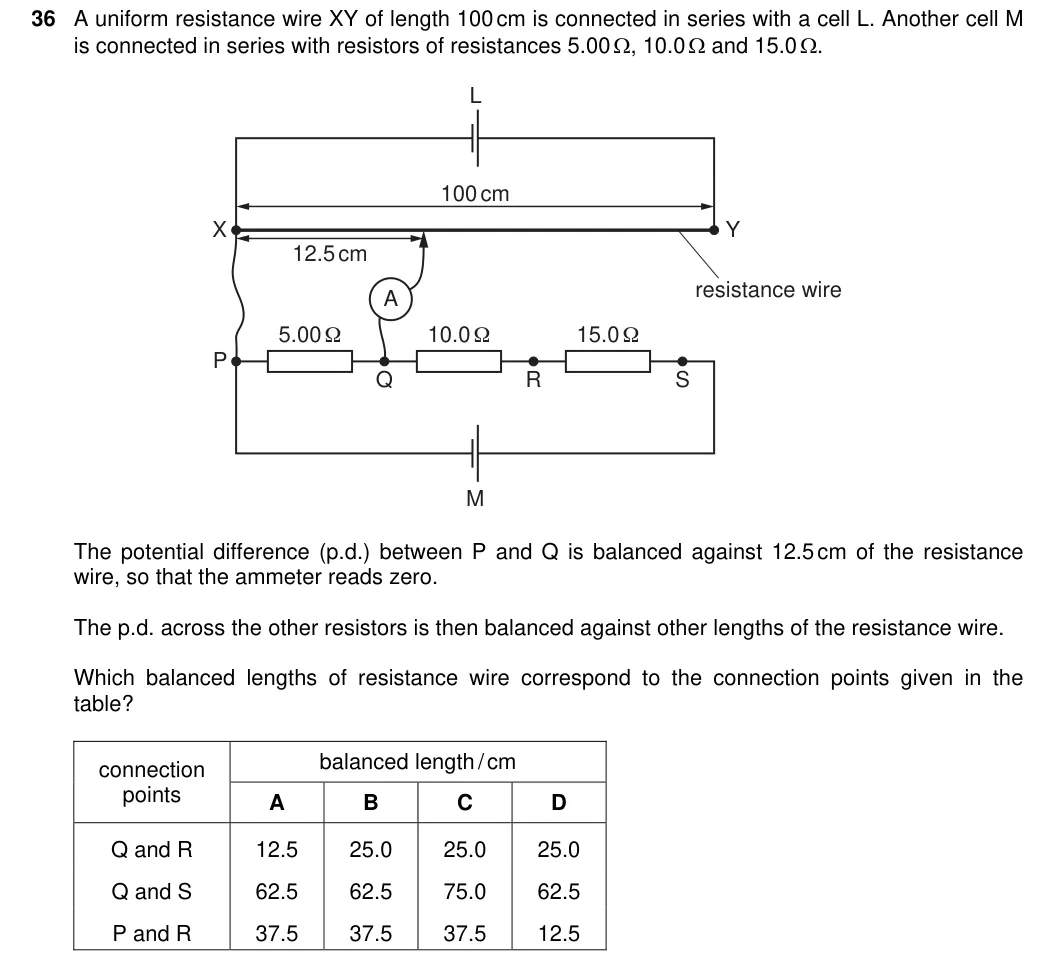 36 A uniform resistance wire XY of length 100 cm is connected in series with a cell L. Another cell M
is connected in series with resistors of resistances 5.00 Ω, 10.0 Ω and 15.0 Ω.
L
100 cm
X
Y
12.5 cm
A
resistance wire
5.00 Ω
10.0 Ω
15.0 Ω
P
Q
R
S
M
The potential difference (p.d.) between P and Q is balanced against 12.5 cm of the resistance
wire, so that the ammeter reads zero.
The p.d. across the other resistors is then balanced against other lengths of the resistance wire.
Which balanced lengths of resistance wire correspond to the connection points given in the
table?
connection
points
balanced length / cm
A B C D
Q and R 12.5 25.0 25.0 25.0
Q and S 62.5 62.5 75.0 62.5
P and R 37.5 37.5 37.5 12.5